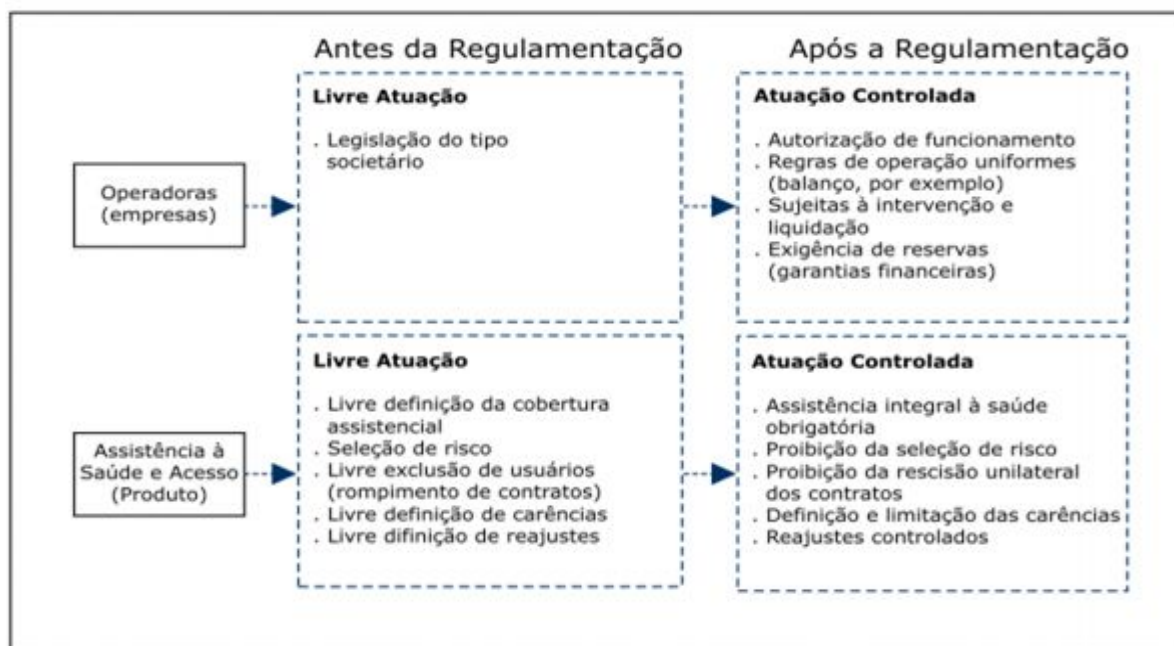 Antes da Regulamentação
Após a Regulamentação
Operadoras
(empresas)
Livre Atuação
. Legislação do tipo
societário
Atuação Controlada
. Autorização de funcionamento
. Regras de operação uniformes
(balanço, por exemplo)
. Sujeitas à intervenção e
liquidação
. Exigência de reservas
(garantias financeiras)
Assistência à
Saúde e Acesso
(Produto)
Livre Atuação
. Livre definição da cobertura
assistencial
. Seleção de risco
. Livre exclusão de usuários
(rompimento de contratos)
. Livre definição de carências
. Livre difinição de reajustes
Atuação Controlada
. Assistência integral à saúde
obrigatória
. Proibição da seleção de risco
. Proibição da rescisão unilateral
dos contratos
. Definição e limitação das carências
. Reajustes controlados